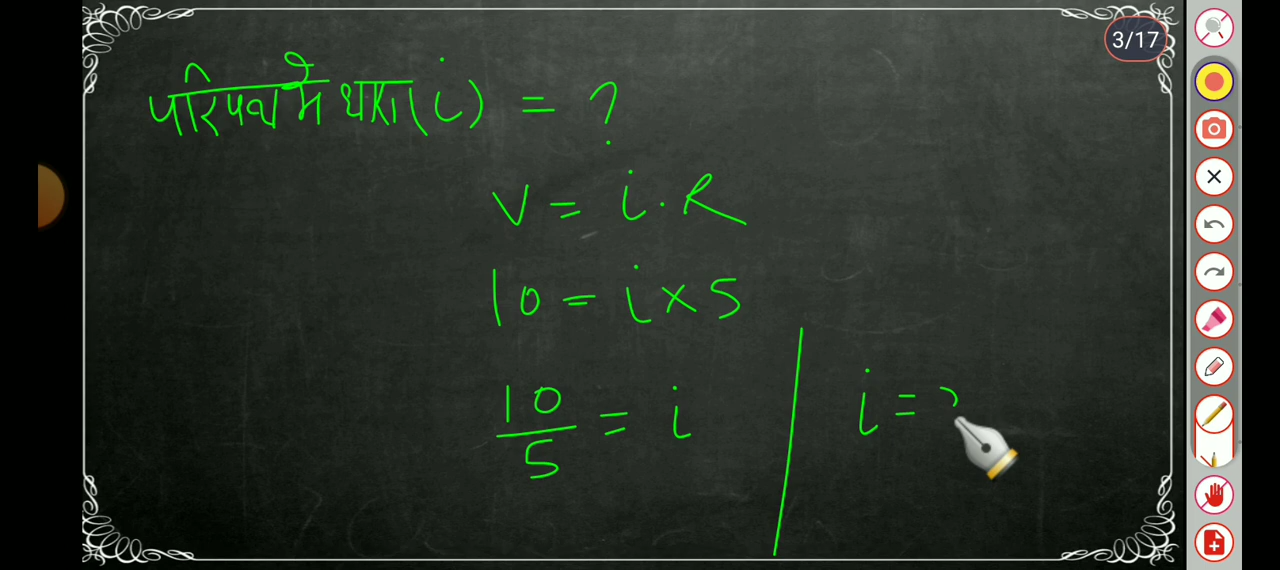 3/17
परिपथ में धारा (i) = ?
V = i . R
10 = i × 5
10/5 = i
i =